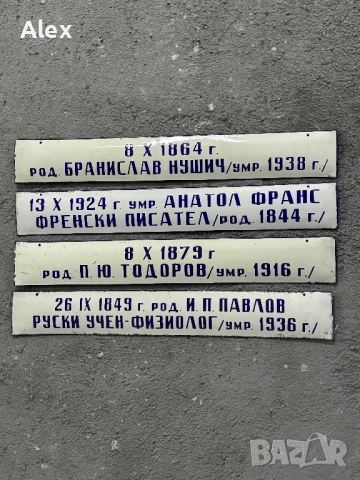 Alex
8 X 1864 г.
род. БРАНИСЛАВ НУШИЧ /умр. 1938 г./
13 X 1924 г. умр. АНАТОЛ ФРАНС
ФРЕНСКИ ПИСАТЕЛ /род. 1844 г./
8 X 1879 г
род. П. Ю. ТОДОРОВ /умр. 1916 г./
26 IX 1849 г. род. И. П. ПАВЛОВ
РУСКИ УЧЕН-ФИЗИОЛОГ /умр. 1936 г./
BAZAR